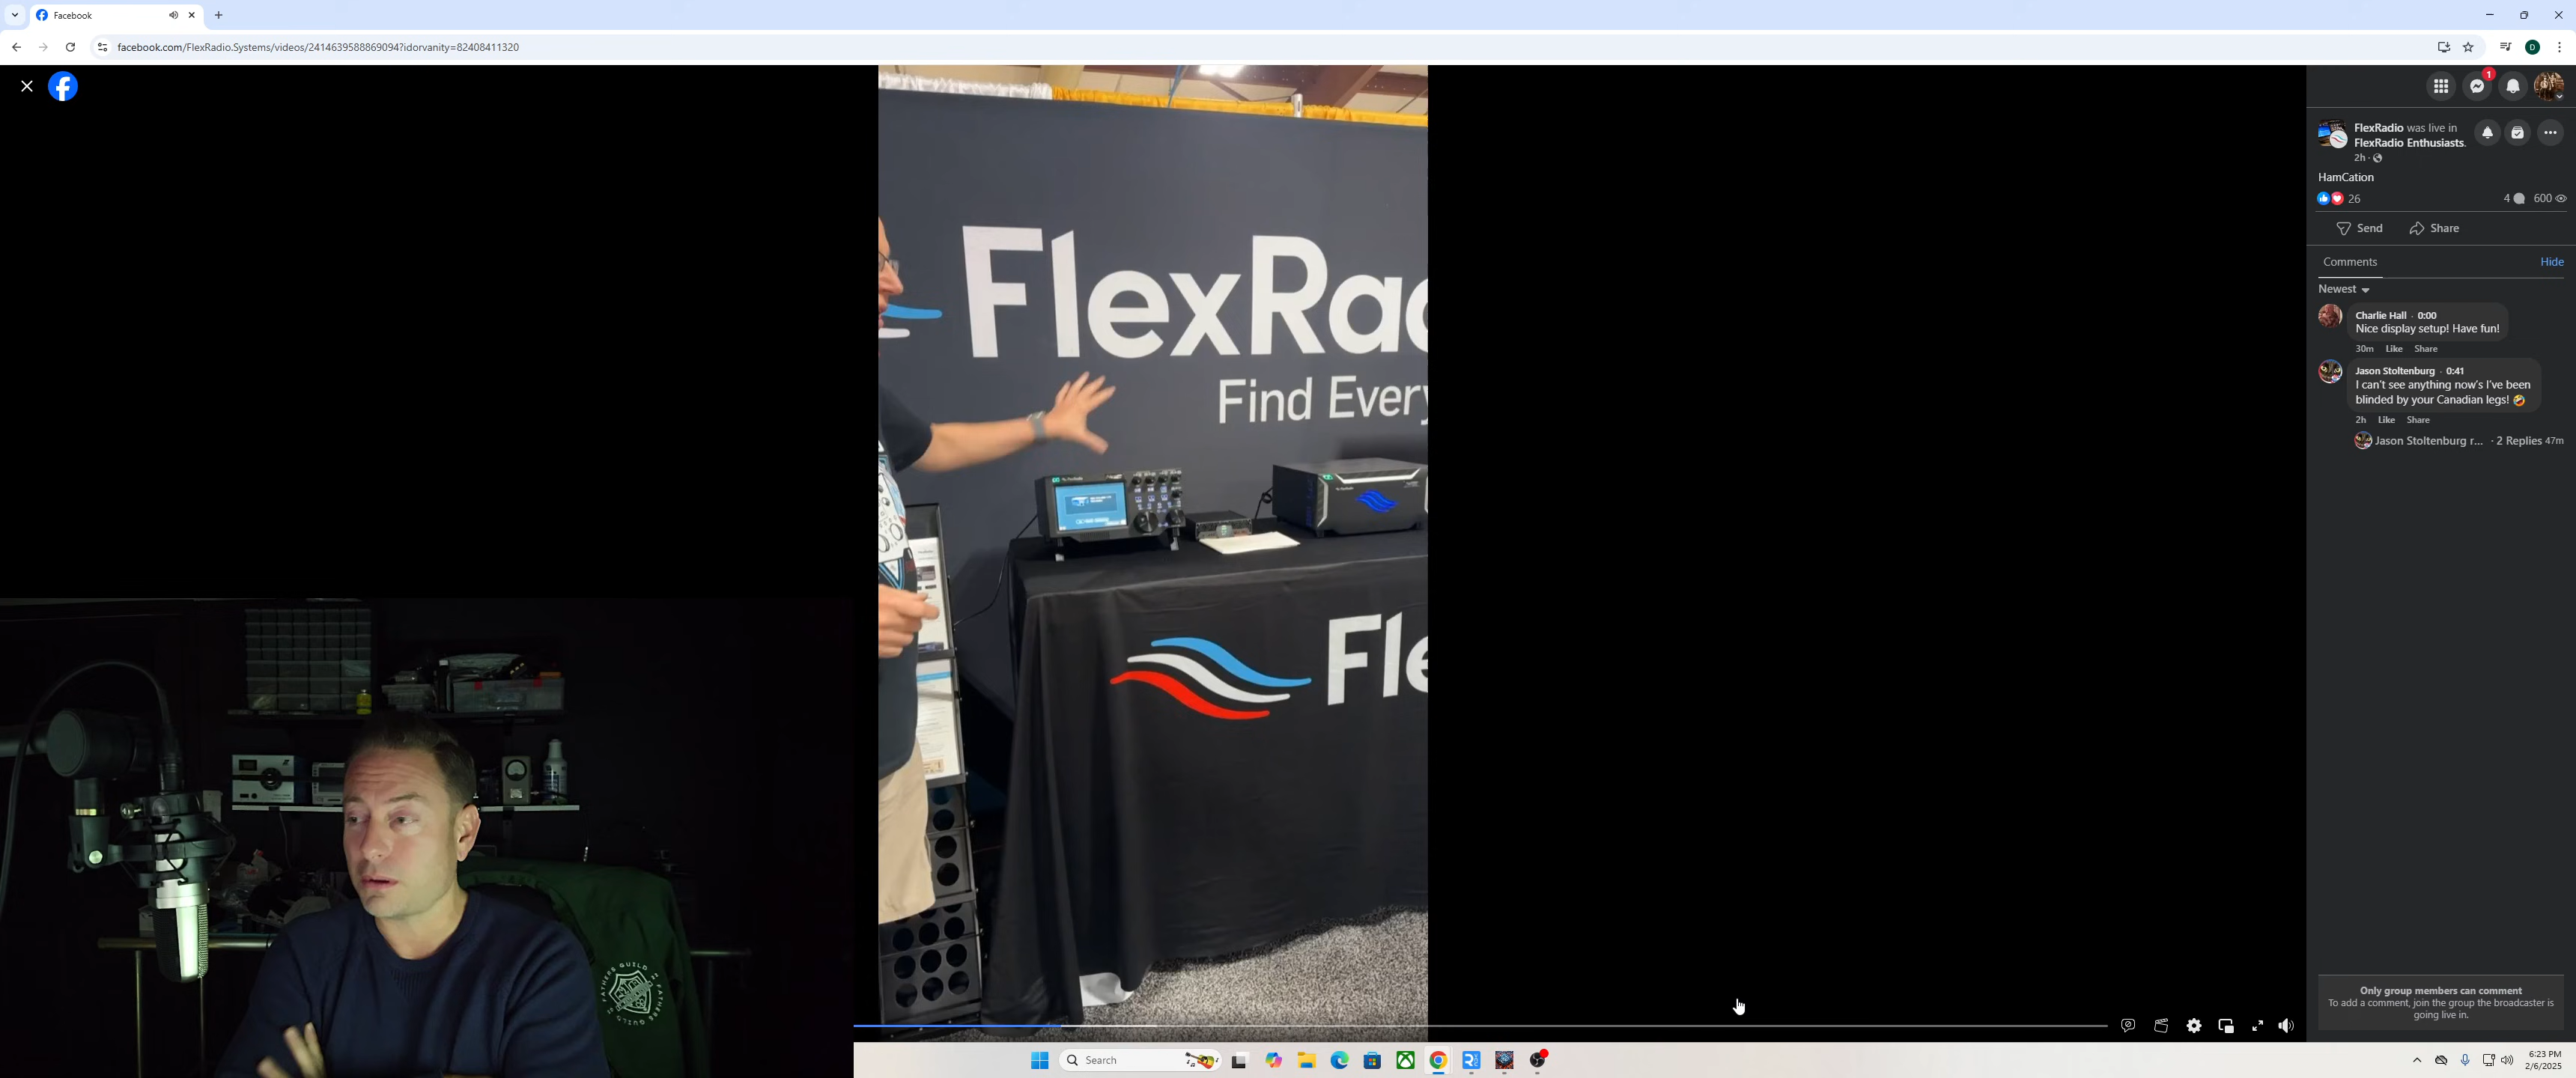 Facebook
facebook.com/FlexRadio.Systems/videos/2414639588869094?idorvanity=82408411320
D
1
FlexRadio was live in
FlexRadio Enthusiasts.
2h ·
HamCation
26
4
600
Send
Share
Comments
Hide
Newest
Charlie Hall · 0:00
Nice display setup! Have fun!
30m Like Share
Jason Stoltenburg · 0:41
I can't see anything now's I've been
blinded by your Canadian legs! 🤣
2h Like Share
Jason Stoltenburg r... · 2 Replies 47m
FlexRa
Find Every
Fle
FATHERS GUILD
Only group members can comment
To add a comment, join the group the broadcaster is
going live in.
Search
6:23 PM
2/6/2025